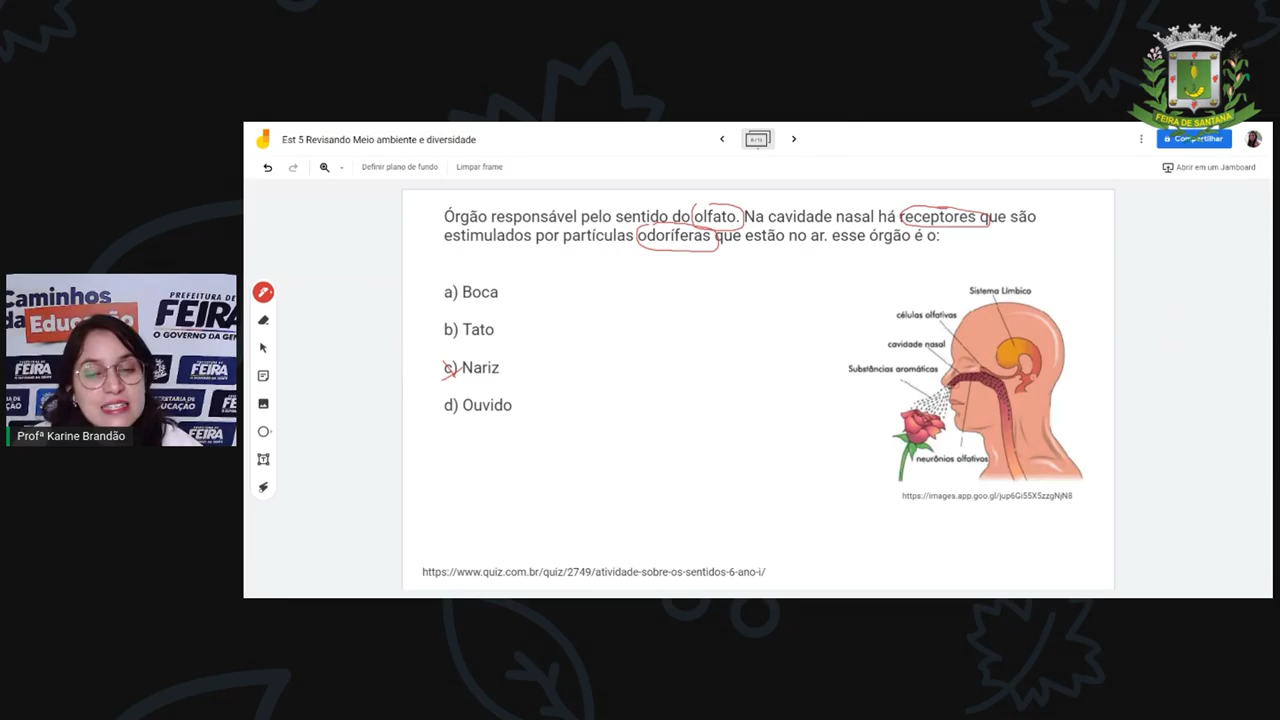 FEIRA DE SANTANA
Est 5 Revisando Meio ambiente e diversidade
Compartilhar
Definir plano de fundo
Limpar frame
Abrir em um Jamboard
Órgão responsável pelo sentido do olfato. Na cavidade nasal há receptores que são
estimulados por partículas odoríferas que estão no ar. esse órgão é o:
a) Boca
b) Tato
c) Nariz
d) Ouvido
Sistema Límbico
células olfativas
cavidade nasal
Substâncias aromáticas
neurônios olfativos
https://images.app.goo.gl/jup6Gi55X5zzgNjN8
https://www.quiz.com.br/quiz/2749/atividade-sobre-os-sentidos-6-ano-i/
Caminhos
da Educação
PREFEITURA DE
FEIRA
O GOVERNO DA GEN
FEIRA
SECRETARIA DE
EDUCAÇÃO
FEIRA
Profª Karine Brandão